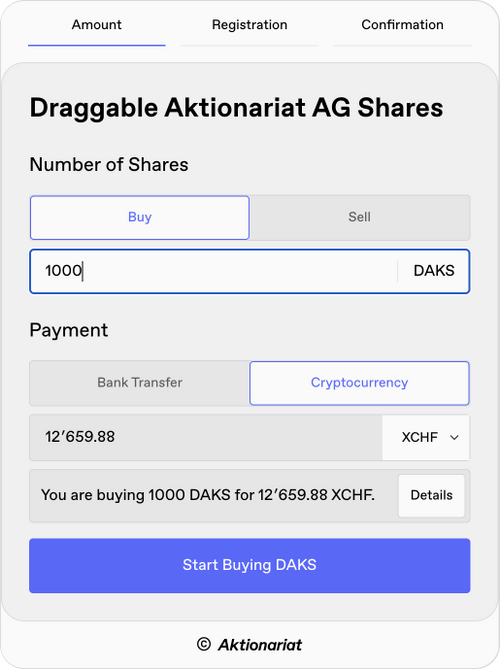 Amount Registration Confirmation
Draggable Aktionariat AG Shares
Number of Shares
Buy Sell
1000 DAKS
Payment
Bank Transfer Cryptocurrency
12’659.88 XCHF
You are buying 1000 DAKS for 12’659.88 XCHF. Details
Start Buying DAKS
© Aktionariat